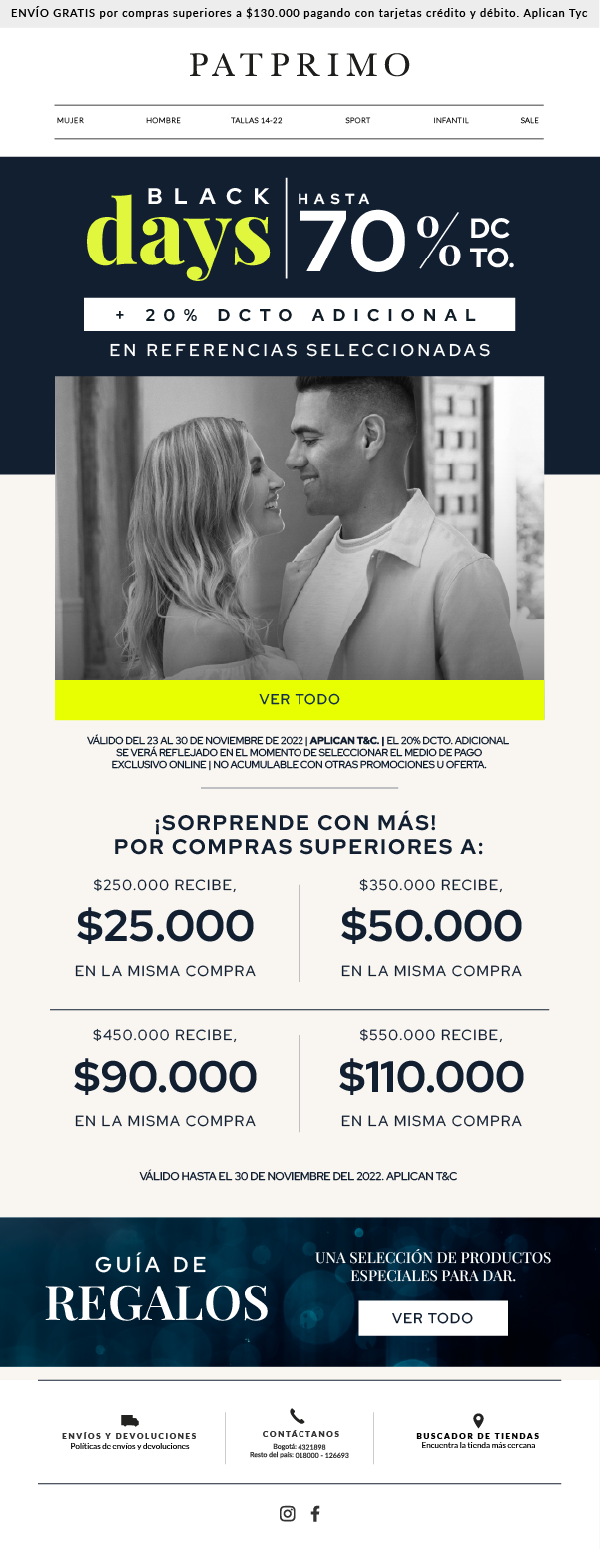 ENVÍO GRATIS por compras superiores a $130.000 pagando con tarjetas crédito y débito. Aplican Tyc
PATPRIMO
MUJER HOMBRE TALLAS 14-22 SPORT INFANTIL SALE
BLACK
days
HASTA
70% DCTO.
+ 20% DCTO ADICIONAL
EN REFERENCIAS SELECCIONADAS
VER TODO
VÁLIDO DEL 23 AL 30 DE NOVIEMBRE DE 2022 | APLICAN T&C. | EL 20% DCTO. ADICIONAL
SE VERÁ REFLEJADO EN EL MOMENTO DE SELECCIONAR EL MEDIO DE PAGO
EXCLUSIVO ONLINE | NO ACUMULABLE CON OTRAS PROMOCIONES U OFERTA.
¡SORPRENDE CON MÁS!
POR COMPRAS SUPERIORES A:
$250.000 RECIBE,
$25.000
EN LA MISMA COMPRA
$350.000 RECIBE,
$50.000
EN LA MISMA COMPRA
$450.000 RECIBE,
$90.000
EN LA MISMA COMPRA
$550.000 RECIBE,
$110.000
EN LA MISMA COMPRA
VÁLIDO HASTA EL 30 DE NOVIEMBRE DEL 2022. APLICAN T&C
GUÍA DE
REGALOS
UNA SELECCIÓN DE PRODUCTOS
ESPECIALES PARA DAR.
VER TODO
ENVÍOS Y DEVOLUCIONES
Políticas de envíos y devoluciones
CONTÁCTANOS
Bogotá: 4321898
Resto del país: 018000 - 126693
BUSCADOR DE TIENDAS
Encuentra la tienda más cercana